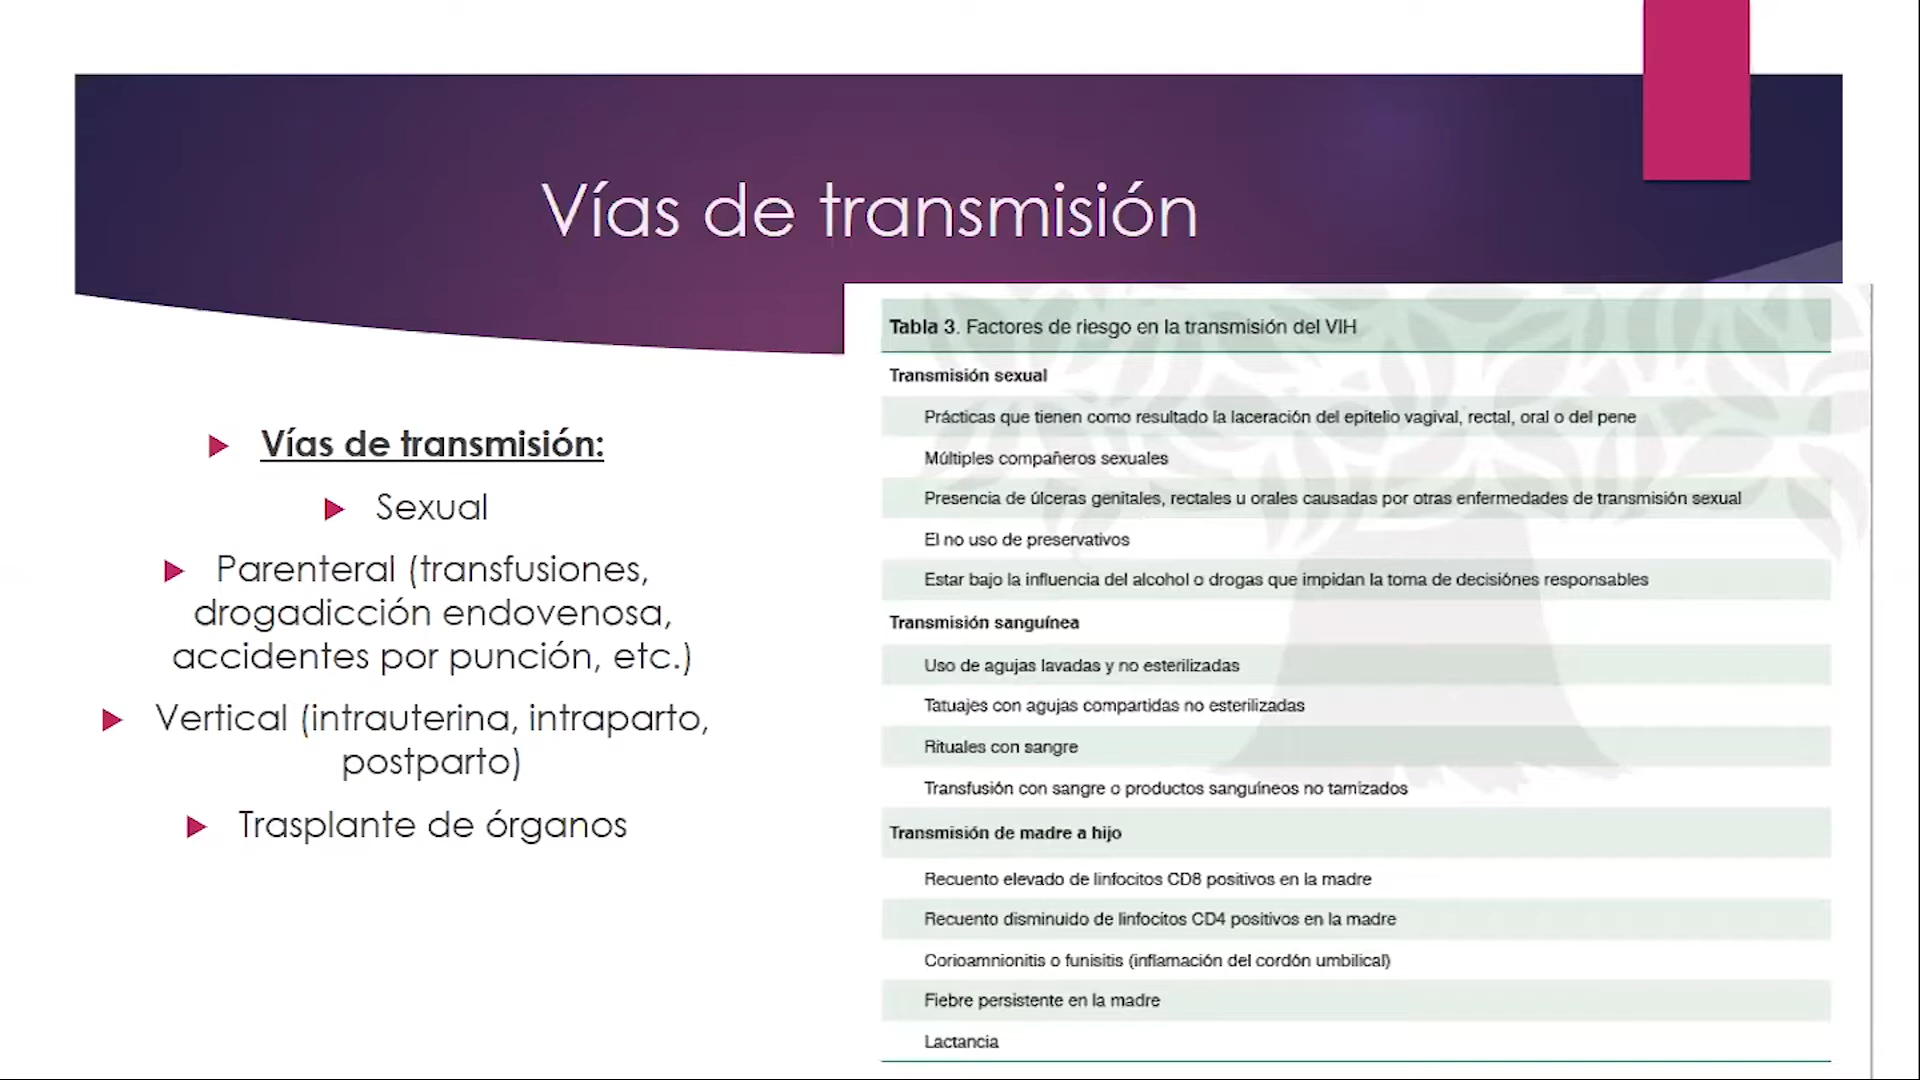 Vías de transmisión
Vías de transmisión:
Sexual
Parenteral (transfusiones,
drogadicción endovenosa,
accidentes por punción, etc.)
Vertical (intrauterina, intraparto,
postparto)
Trasplante de órganos
Tabla 3. Factores de riesgo en la transmisión del VIH
Transmisión sexual
Prácticas que tienen como resultado la laceración del epitelio vagival, rectal, oral o del pene
Múltiples compañeros sexuales
Presencia de úlceras genitales, rectales u orales causadas por otras enfermedades de transmisión sexual
El no uso de preservativos
Estar bajo la influencia del alcohol o drogas que impidan la toma de decisiónes responsables
Transmisión sanguínea
Uso de agujas lavadas y no esterilizadas
Tatuajes con agujas compartidas no esterilizadas
Rituales con sangre
Transfusión con sangre o productos sanguíneos no tamizados
Transmisión de madre a hijo
Recuento elevado de linfocitos CD8 positivos en la madre
Recuento disminuido de linfocitos CD4 positivos en la madre
Corioamnionitis o funisitis (inflamación del cordón umbilical)
Fiebre persistente en la madre
Lactancia